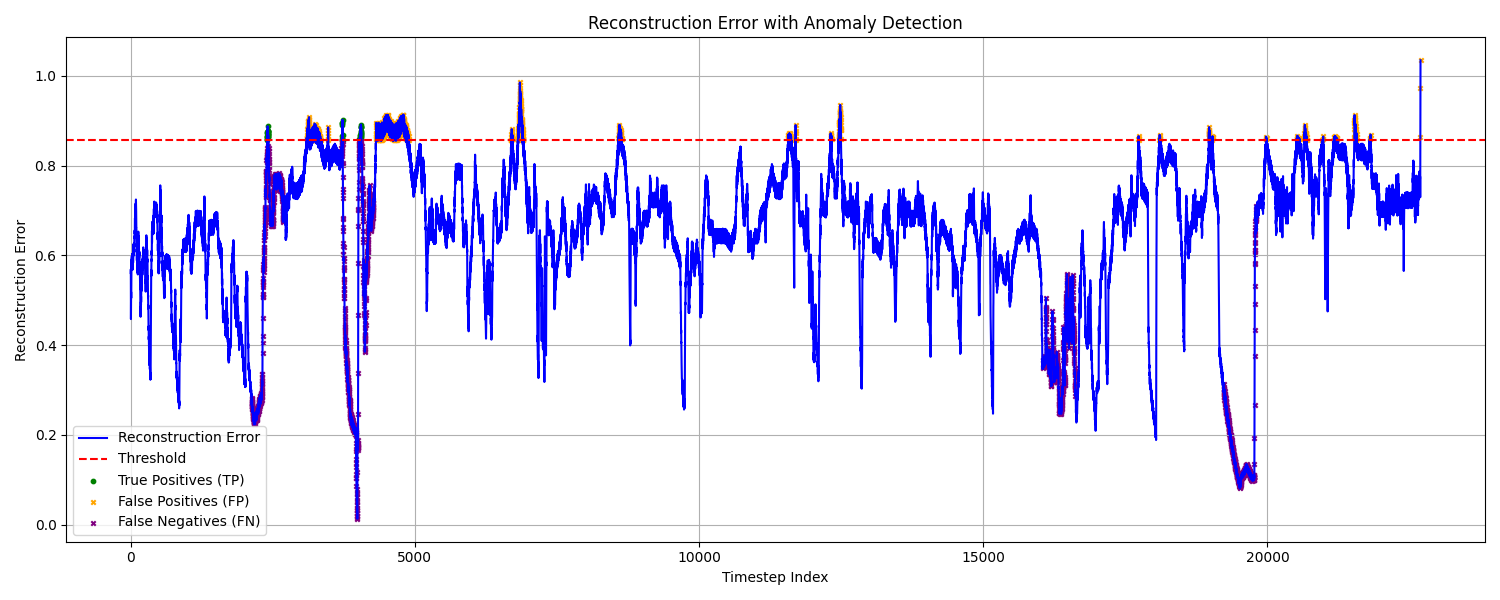 Reconstruction Error with Anomaly Detection
Reconstruction Error
1.0
0.8
0.6
0.4
0.2
0.0
Reconstruction Error
Threshold
True Positives (TP)
False Positives (FP)
False Negatives (FN)
0
5000
10000
15000
20000
Timestep Index